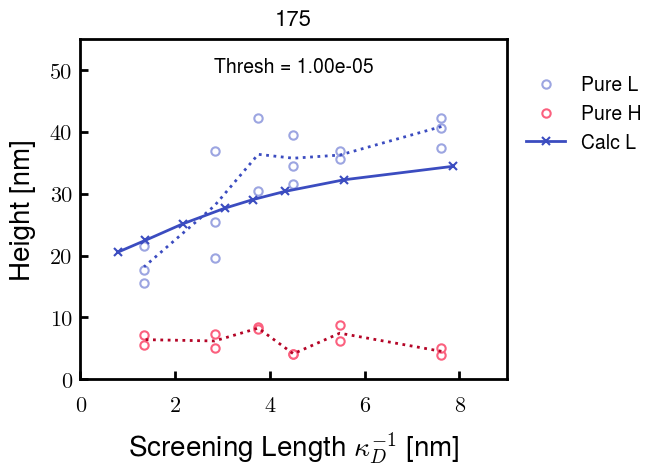 175
Thresh = 1.00e-05
50
40
30
20
10
0
0 2 4 6 8
Height [nm]
Screening Length κ_D^{-1} [nm]
Pure L
Pure H
Calc L